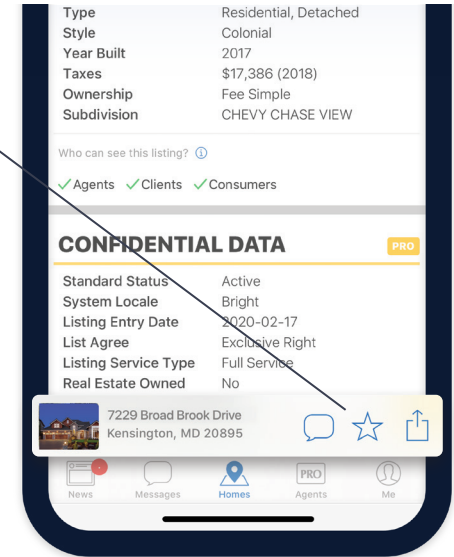 Type Residential, Detached
Style Colonial
Year Built 2017
Taxes $17,386 (2018)
Ownership Fee Simple
Subdivision CHEVY CHASE VIEW
Who can see this listing?
Agents Clients Consumers
CONFIDENTIAL DATA PRO
Standard Status Active
System Locale Bright
Listing Entry Date 2020-02-17
List Agree Exclusive Right
Listing Service Type Full Service
Real Estate Owned No
7229 Broad Brook Drive
Kensington, MD 20895
PRO
News Messages Homes Agents Me